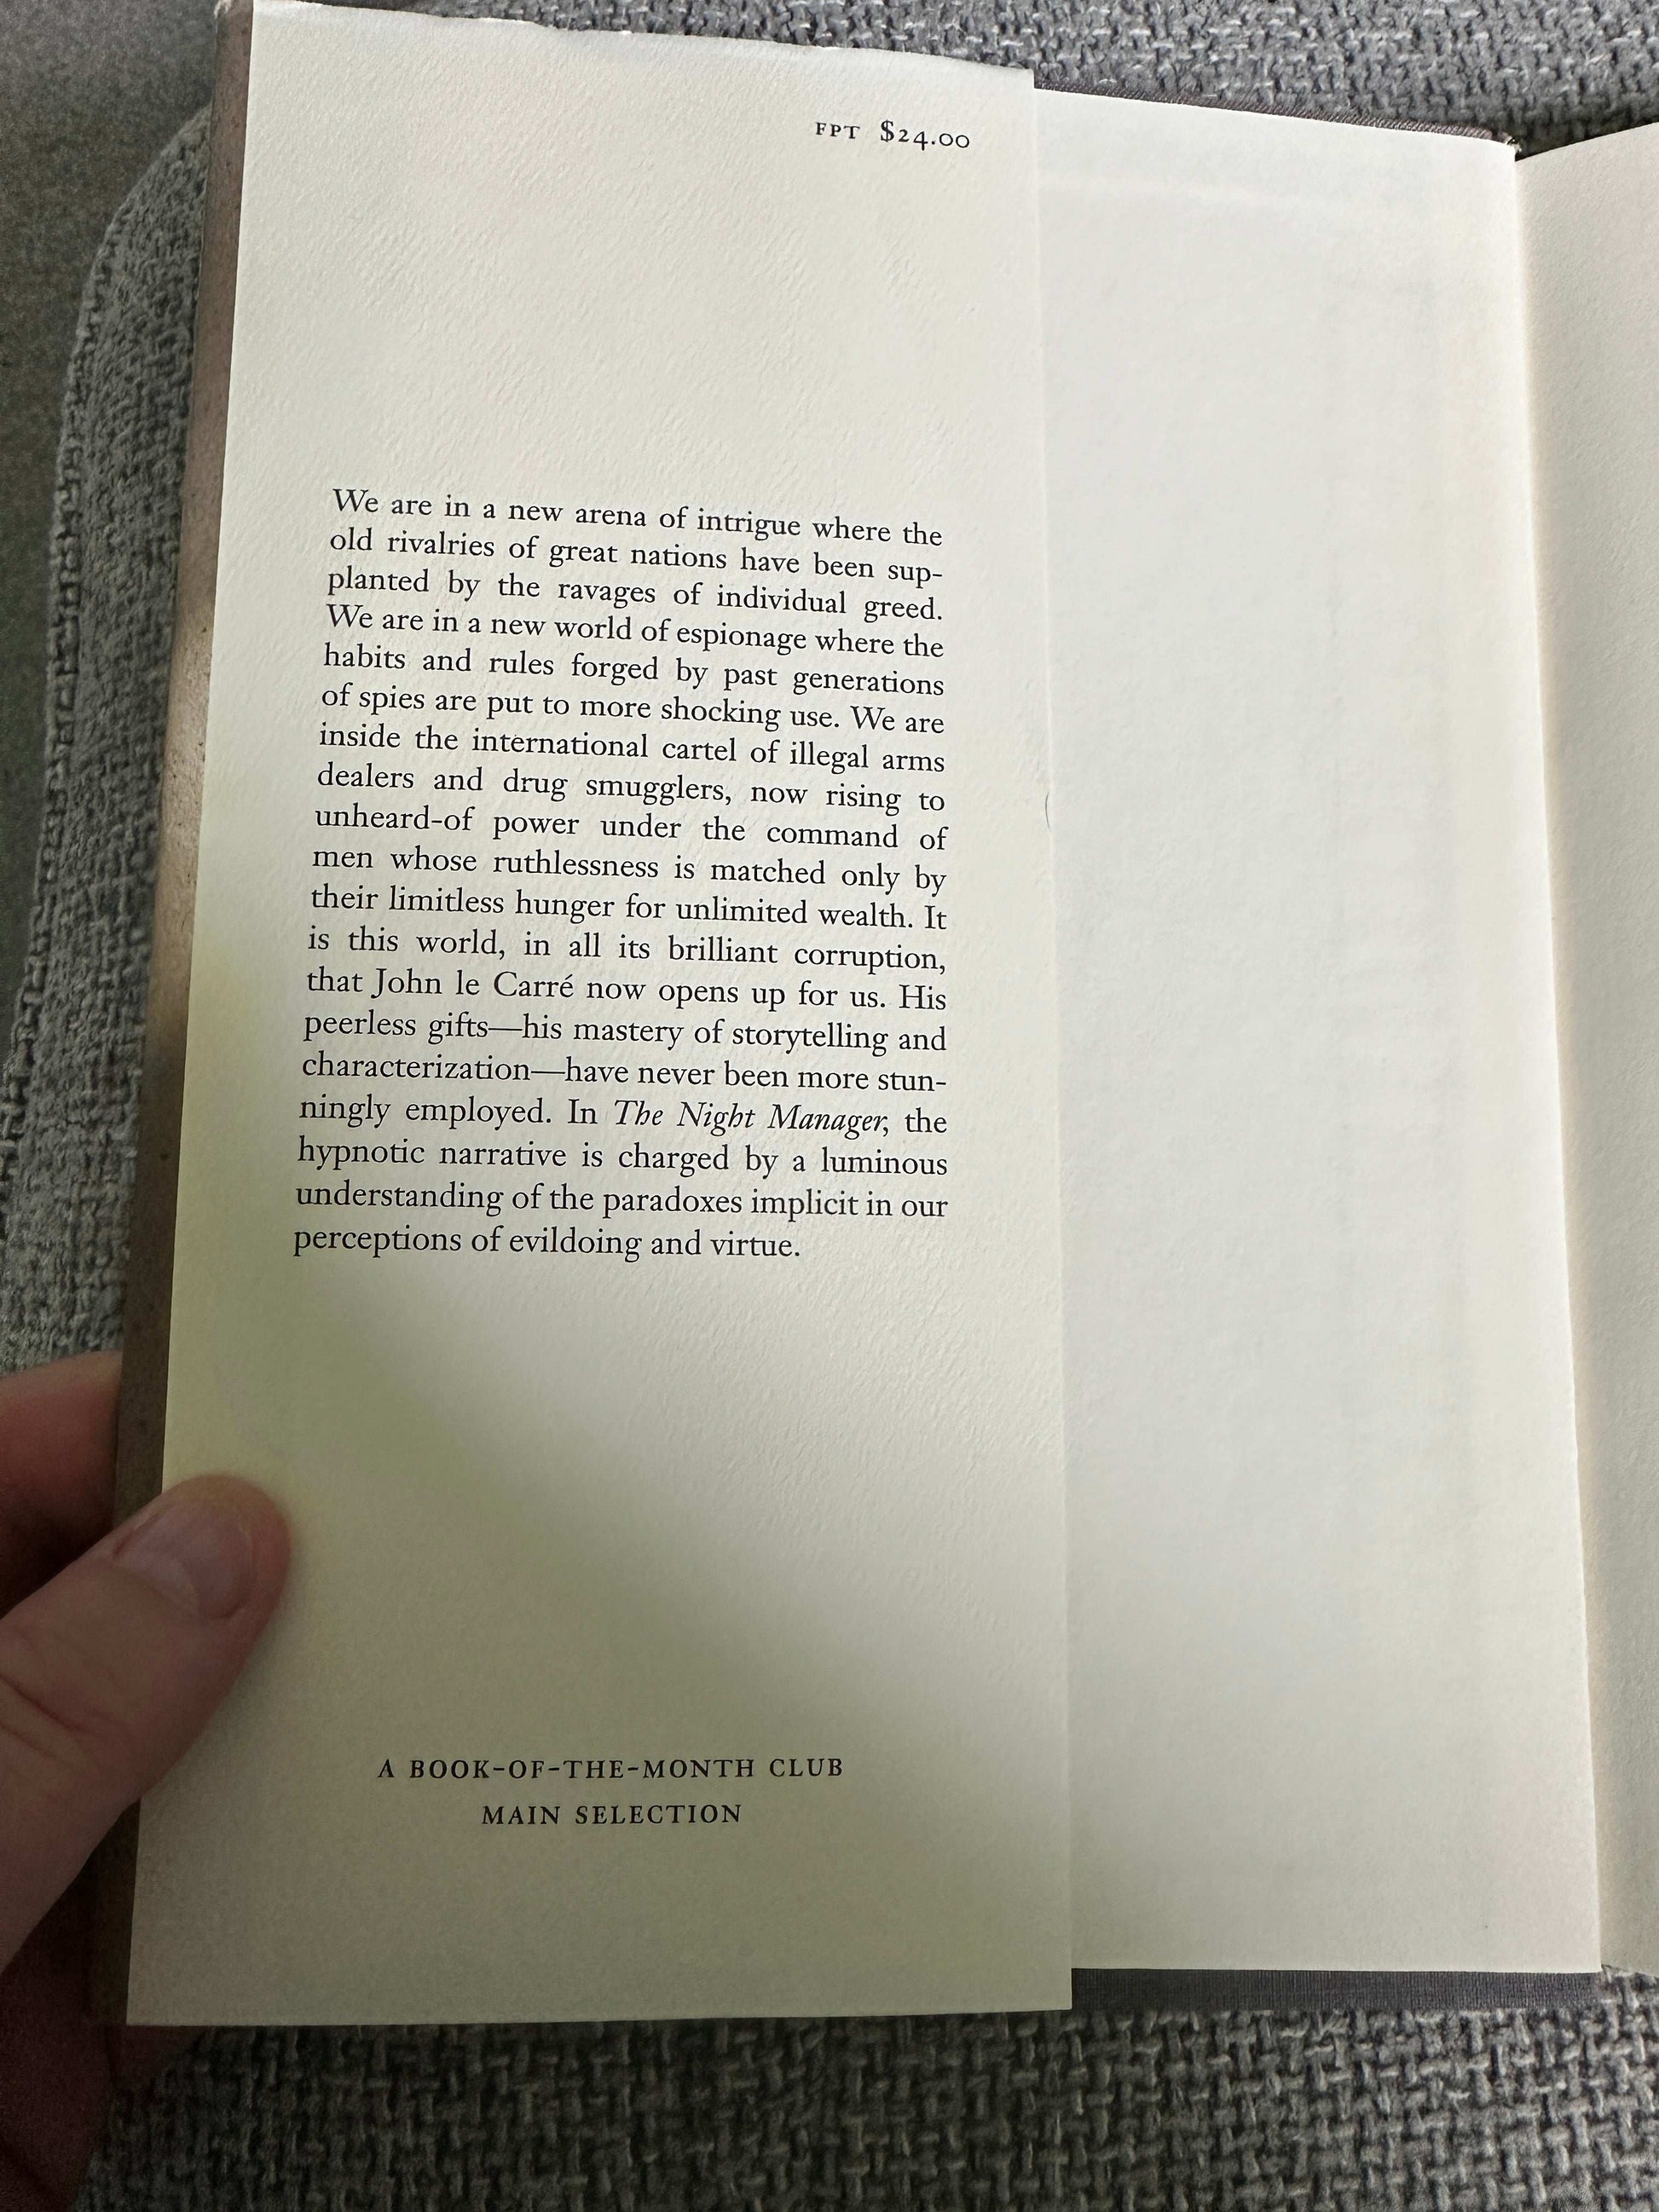 FPT $24.00
We are in a new arena of intrigue where the
old rivalries of great nations have been sup-
planted by the ravages of individual greed.
We are in a new world of espionage where the
habits and rules forged by past generations
of spies are put to more shocking use. We are
inside the international cartel of illegal arms
dealers and drug smugglers, now rising to
unheard-of power under the command of
men whose ruthlessness is matched only by
their limitless hunger for unlimited wealth. It
is this world, in all its brilliant corruption,
that John le Carré now opens up for us. His
peerless gifts—his mastery of storytelling and
characterization—have never been more stun-
ningly employed. In The Night Manager, the
hypnotic narrative is charged by a luminous
understanding of the paradoxes implicit in our
perceptions of evildoing and virtue.
A BOOK-OF-THE-MONTH CLUB
MAIN SELECTION